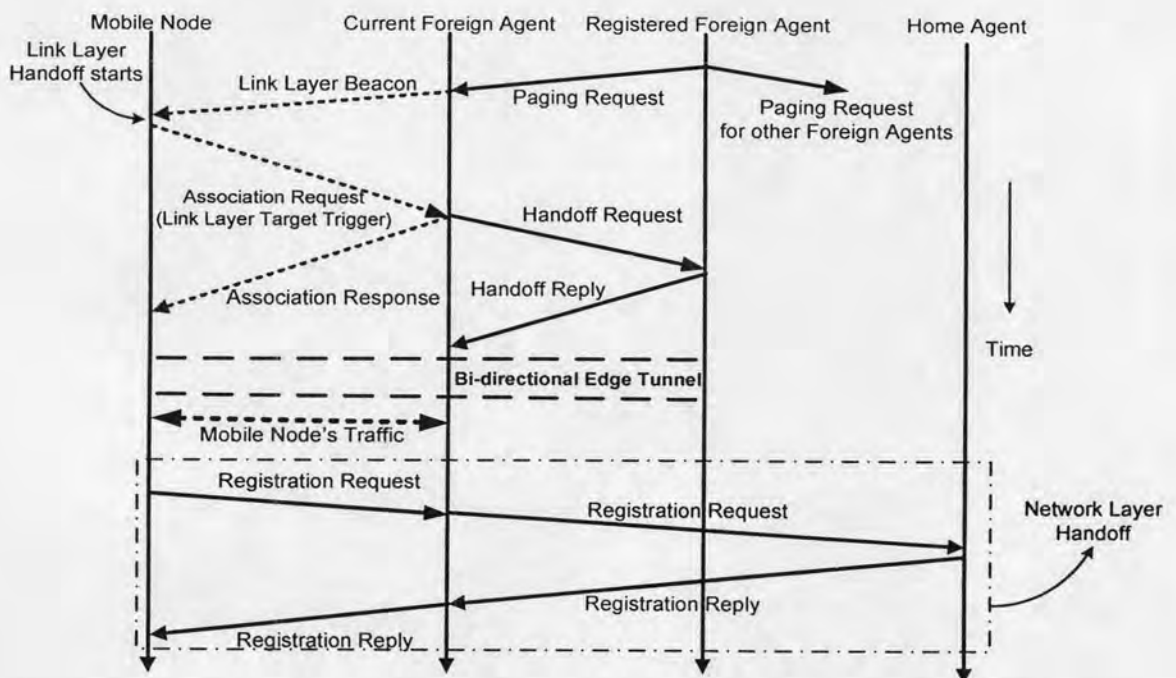 Mobile Node
Current Foreign Agent
Registered Foreign Agent
Home Agent
Link Layer
Handoff starts
Link Layer Beacon
Paging Request
Paging Request
for other Foreign Agents
Association Request
(Link Layer Target Trigger)
Handoff Request
Association Response
Handoff Reply
Time
Bi-directional Edge Tunnel
Mobile Node's Traffic
Registration Request
Registration Request
Network Layer
Handoff
Registration Reply
Registration Reply